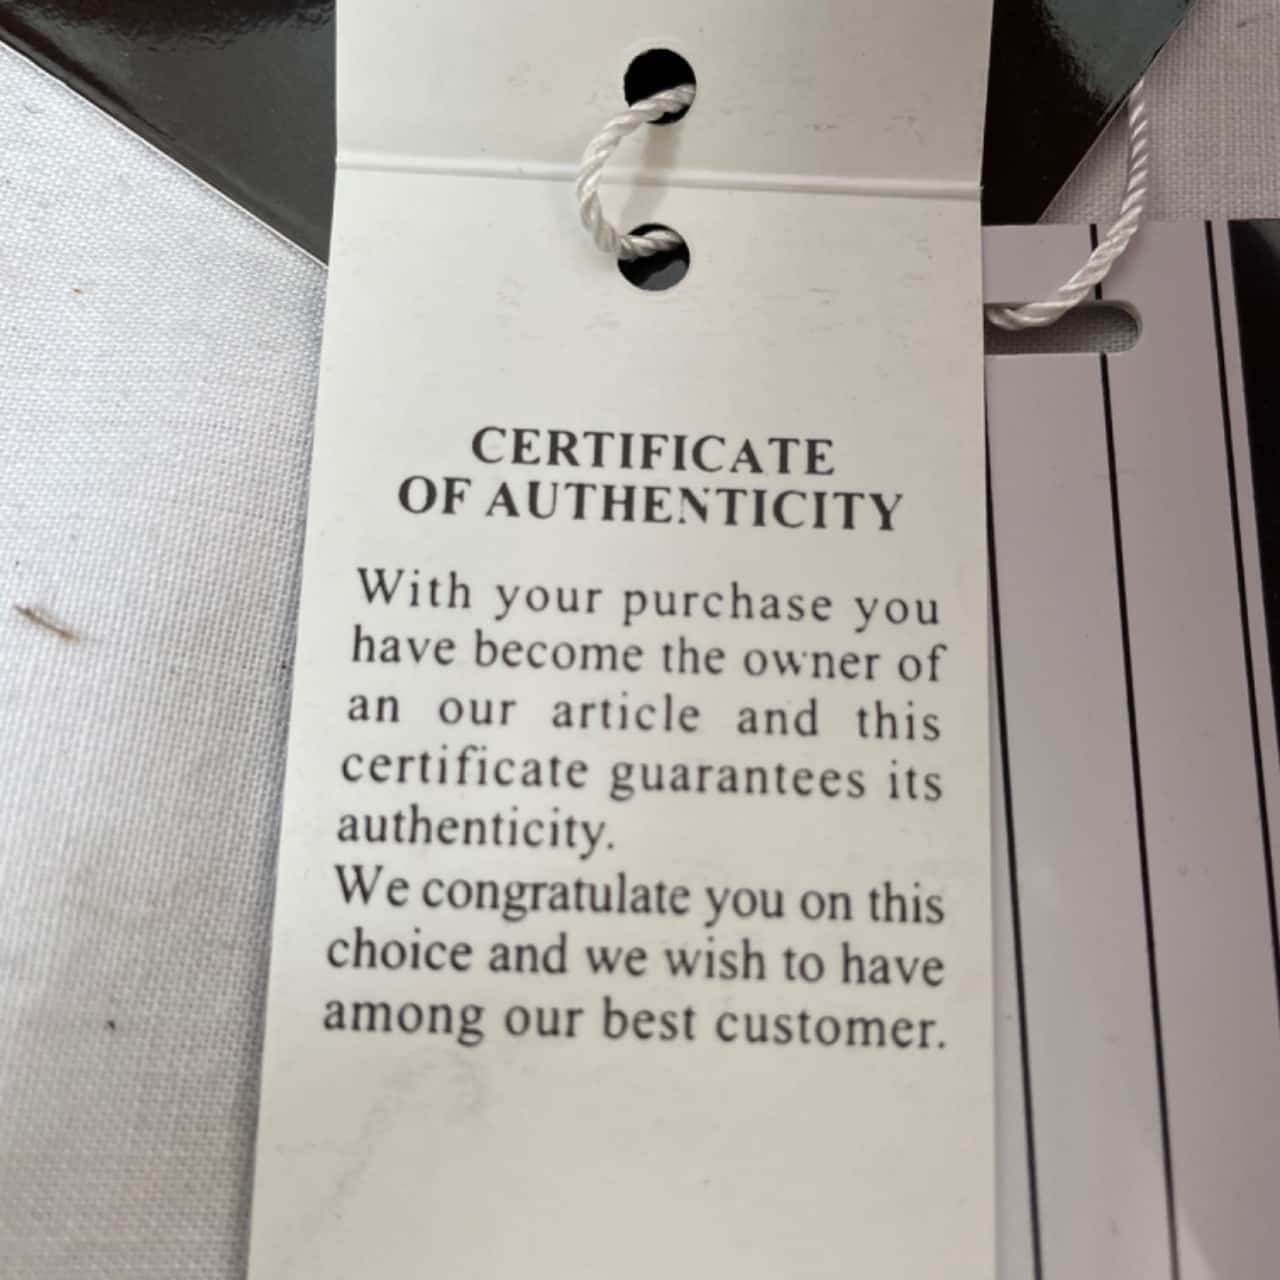 CERTIFICATE
OF AUTHENTICITY
With your purchase you
have become the owner of
an our article and this
certificate guarantees its
authenticity.
We congratulate you on this
choice and we wish to have
among our best customer.